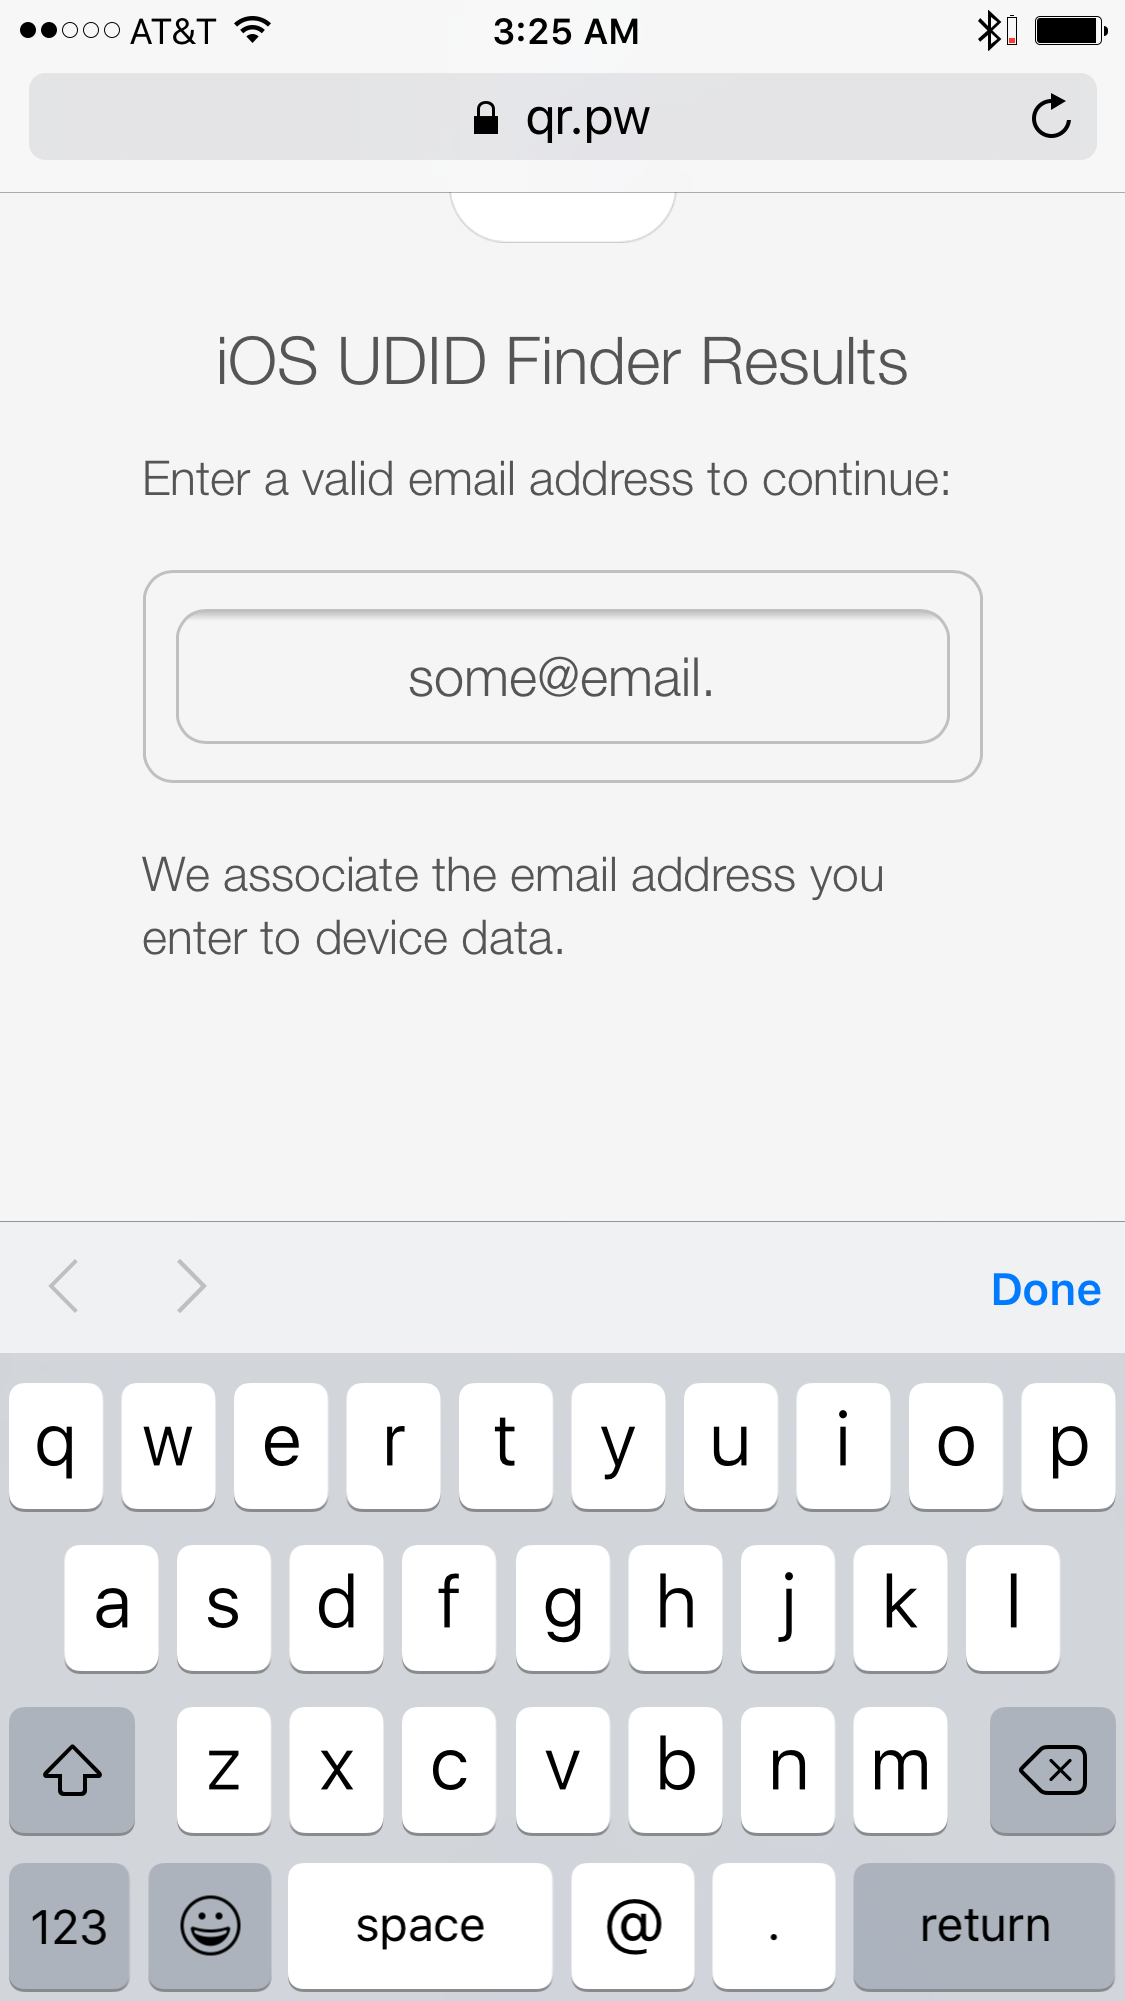 AT&T 3:25 AM
qr.pw
iOS UDID Finder Results
Enter a valid email address to continue:
some@email.
We associate the email address you
enter to device data.
Done
q w e r t y u i o p
a s d f g h j k l
z x c v b n m
123 space @ . return